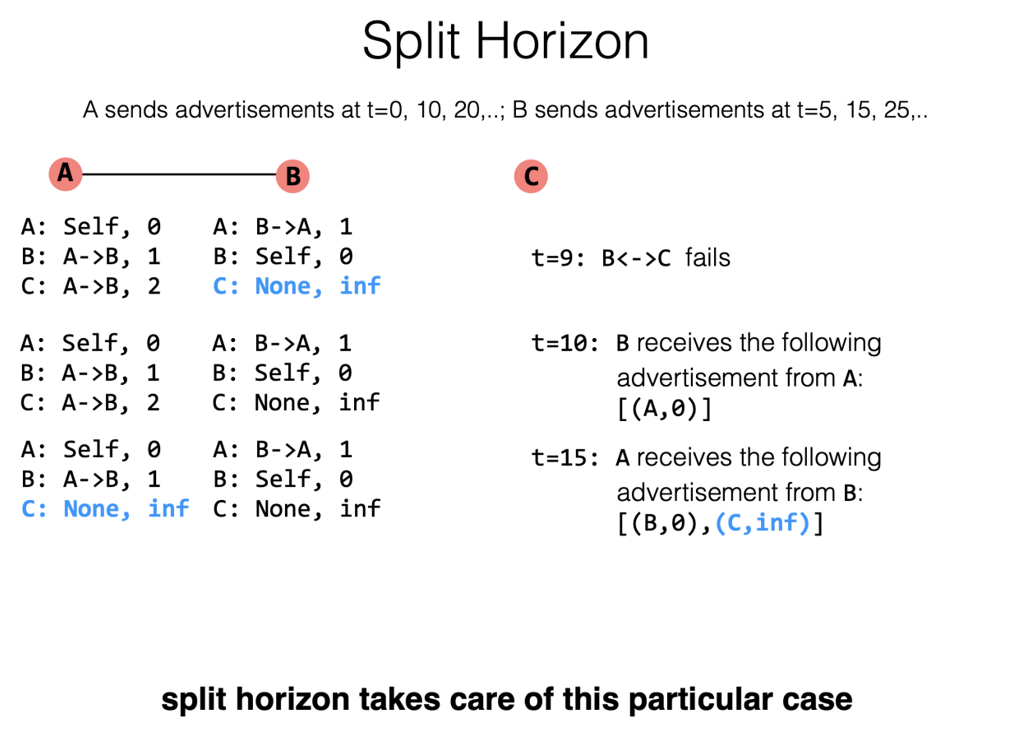 Split Horizon
A sends advertisements at t=0, 10, 20,..; B sends advertisements at t=5, 15, 25,..
A
B
C
A: Self, 0
B: A->B, 1
C: A->B, 2
A: B->A, 1
B: Self, 0
C: None, inf
t=9: B<->C fails
A: Self, 0
B: A->B, 1
C: A->B, 2
A: B->A, 1
B: Self, 0
C: None, inf
t=10: B receives the following
advertisement from A:
[(A,0)]
A: Self, 0
B: A->B, 1
C: None, inf
A: B->A, 1
B: Self, 0
C: None, inf
t=15: A receives the following
advertisement from B:
[(B,0),(C,inf)]
split horizon takes care of this particular case